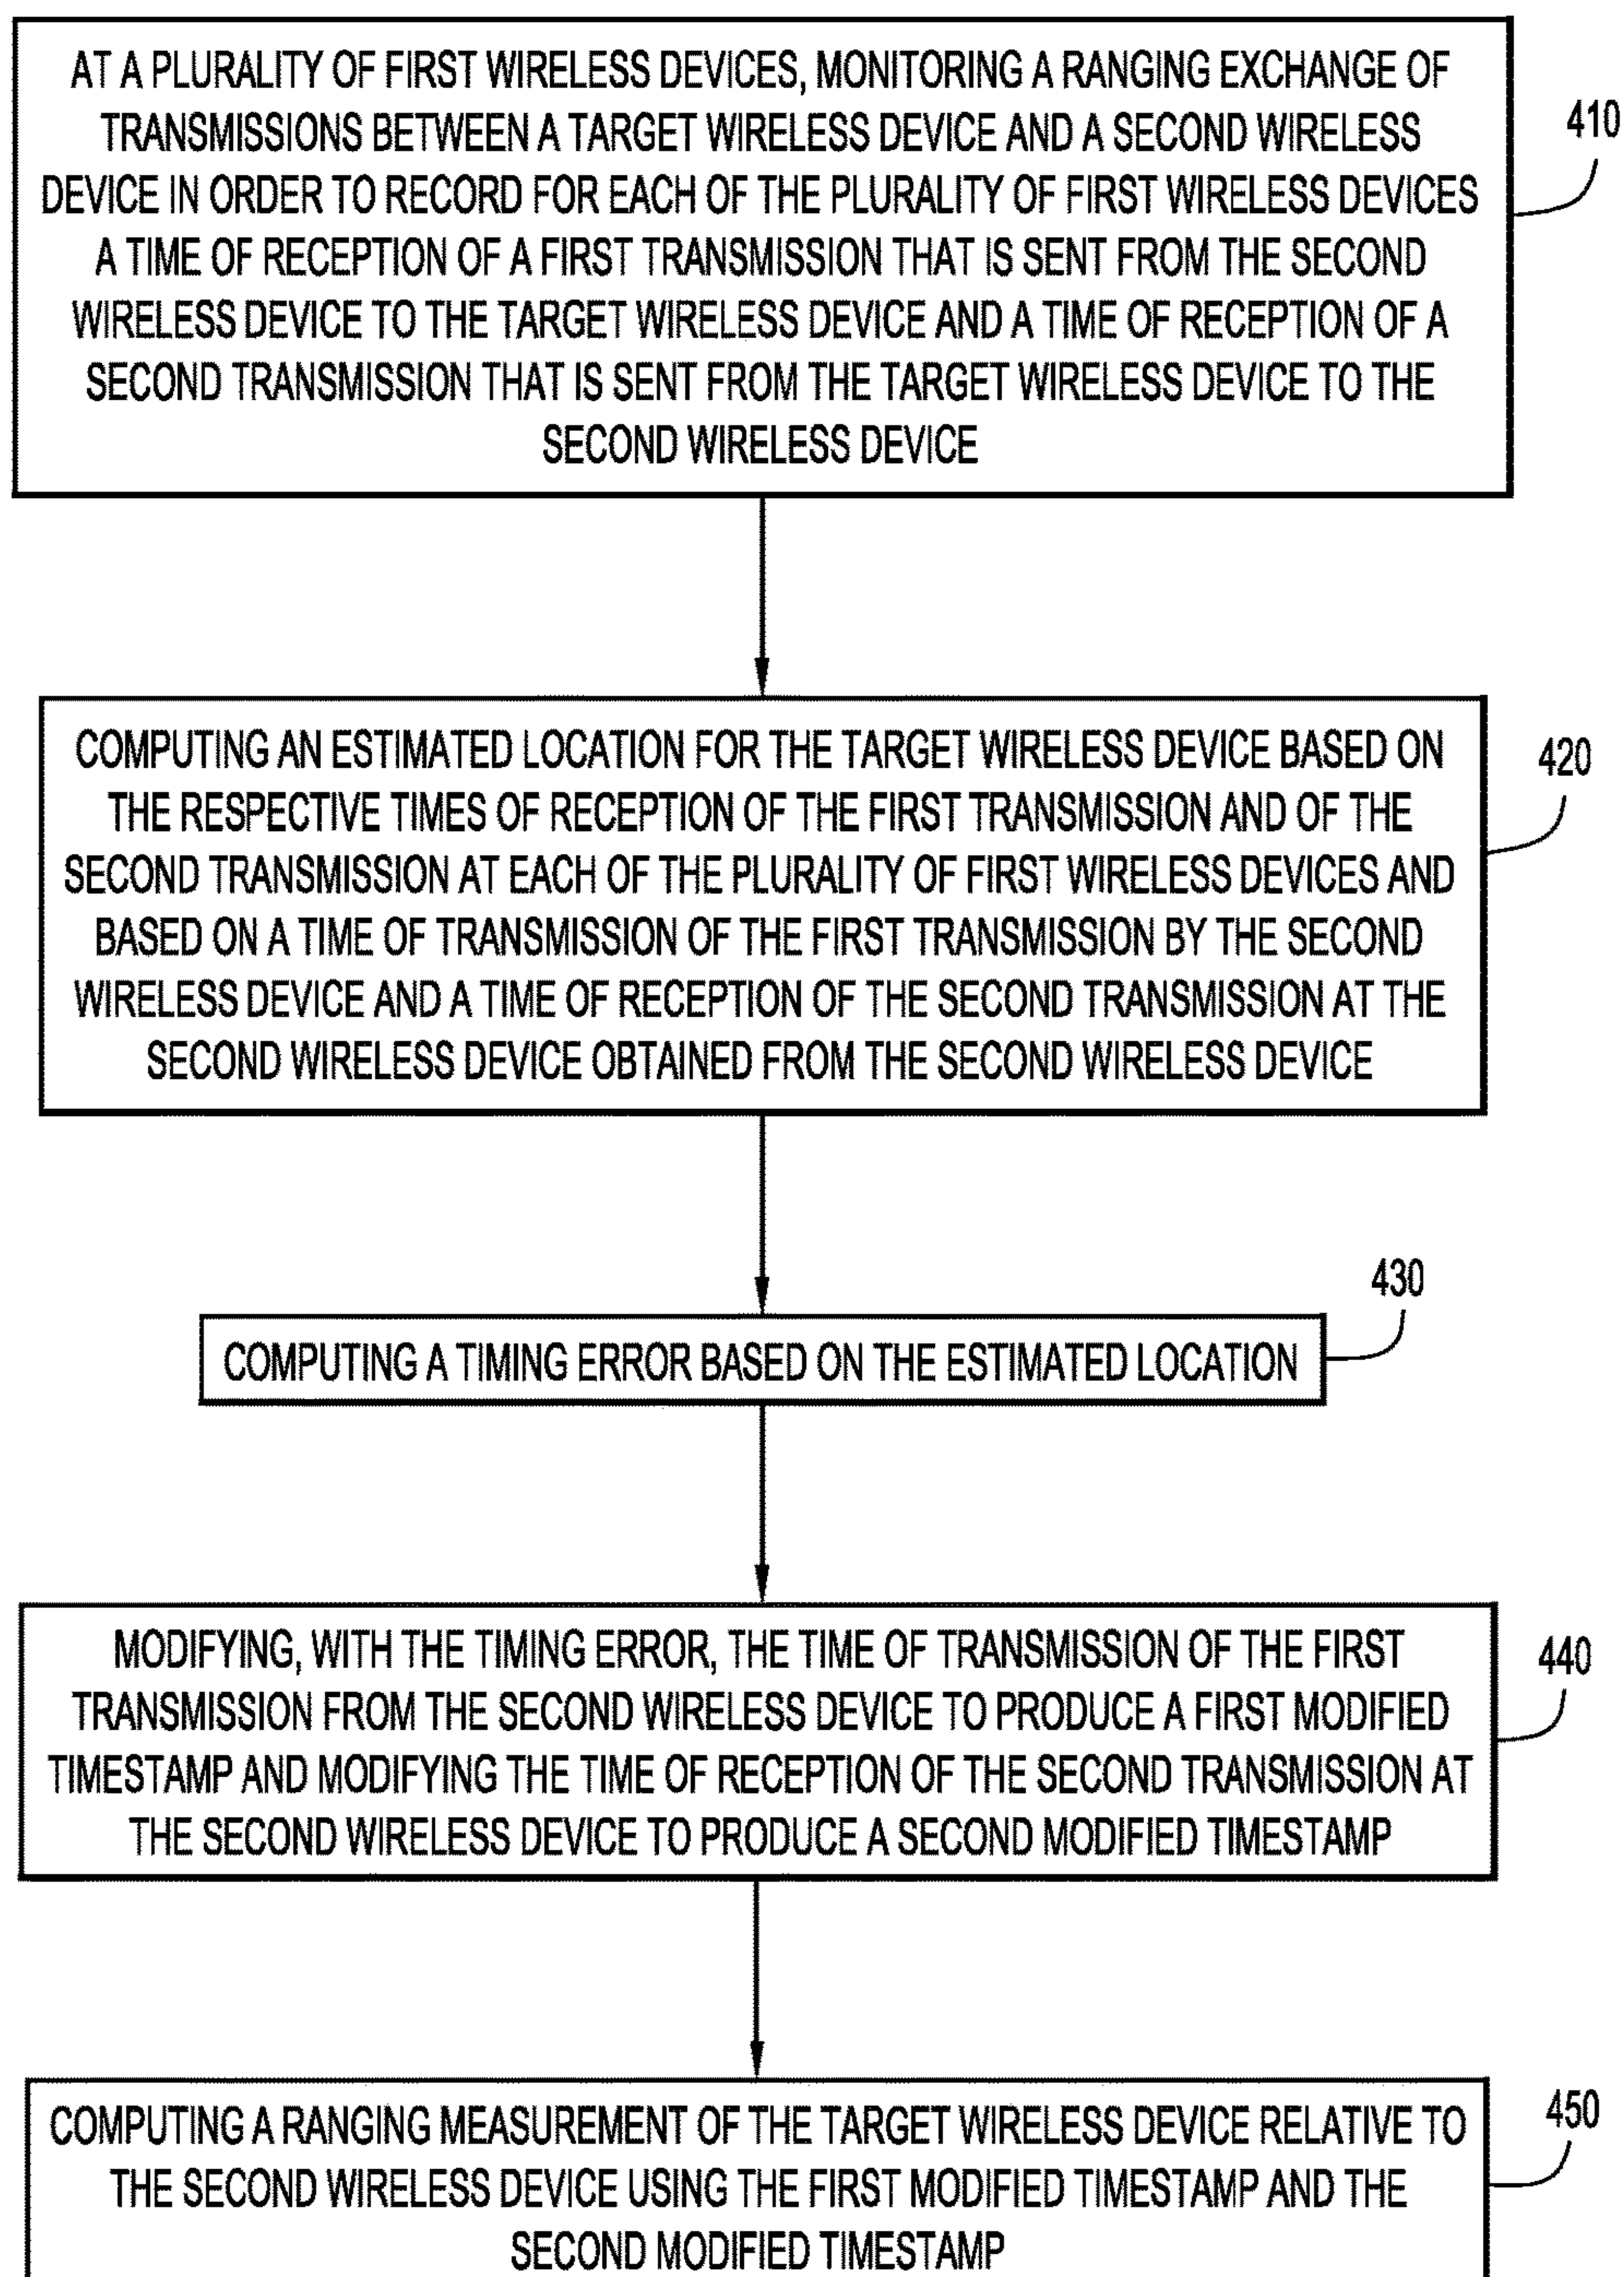 AT A PLURALITY OF FIRST WIRELESS DEVICES, MONITORING A RANGING EXCHANGE OF
TRANSMISSIONS BETWEEN A TARGET WIRELESS DEVICE AND A SECOND WIRELESS
DEVICE IN ORDER TO RECORD FOR EACH OF THE PLURALITY OF FIRST WIRELESS DEVICES
A TIME OF RECEPTION OF A FIRST TRANSMISSION THAT IS SENT FROM THE SECOND
WIRELESS DEVICE TO THE TARGET WIRELESS DEVICE AND A TIME OF RECEPTION OF A
SECOND TRANSMISSION THAT IS SENT FROM THE TARGET WIRELESS DEVICE TO THE
SECOND WIRELESS DEVICE
410
COMPUTING AN ESTIMATED LOCATION FOR THE TARGET WIRELESS DEVICE BASED ON
THE RESPECTIVE TIMES OF RECEPTION OF THE FIRST TRANSMISSION AND OF THE
SECOND TRANSMISSION AT EACH OF THE PLURALITY OF FIRST WIRELESS DEVICES AND
BASED ON A TIME OF TRANSMISSION OF THE FIRST TRANSMISSION BY THE SECOND
WIRELESS DEVICE AND A TIME OF RECEPTION OF THE SECOND TRANSMISSION AT THE
SECOND WIRELESS DEVICE OBTAINED FROM THE SECOND WIRELESS DEVICE
420
COMPUTING A TIMING ERROR BASED ON THE ESTIMATED LOCATION
430
MODIFYING, WITH THE TIMING ERROR, THE TIME OF TRANSMISSION OF THE FIRST
TRANSMISSION FROM THE SECOND WIRELESS DEVICE TO PRODUCE A FIRST MODIFIED
TIMESTAMP AND MODIFYING THE TIME OF RECEPTION OF THE SECOND TRANSMISSION AT
THE SECOND WIRELESS DEVICE TO PRODUCE A SECOND MODIFIED TIMESTAMP
440
COMPUTING A RANGING MEASUREMENT OF THE TARGET WIRELESS DEVICE RELATIVE TO
THE SECOND WIRELESS DEVICE USING THE FIRST MODIFIED TIMESTAMP AND THE
SECOND MODIFIED TIMESTAMP
450